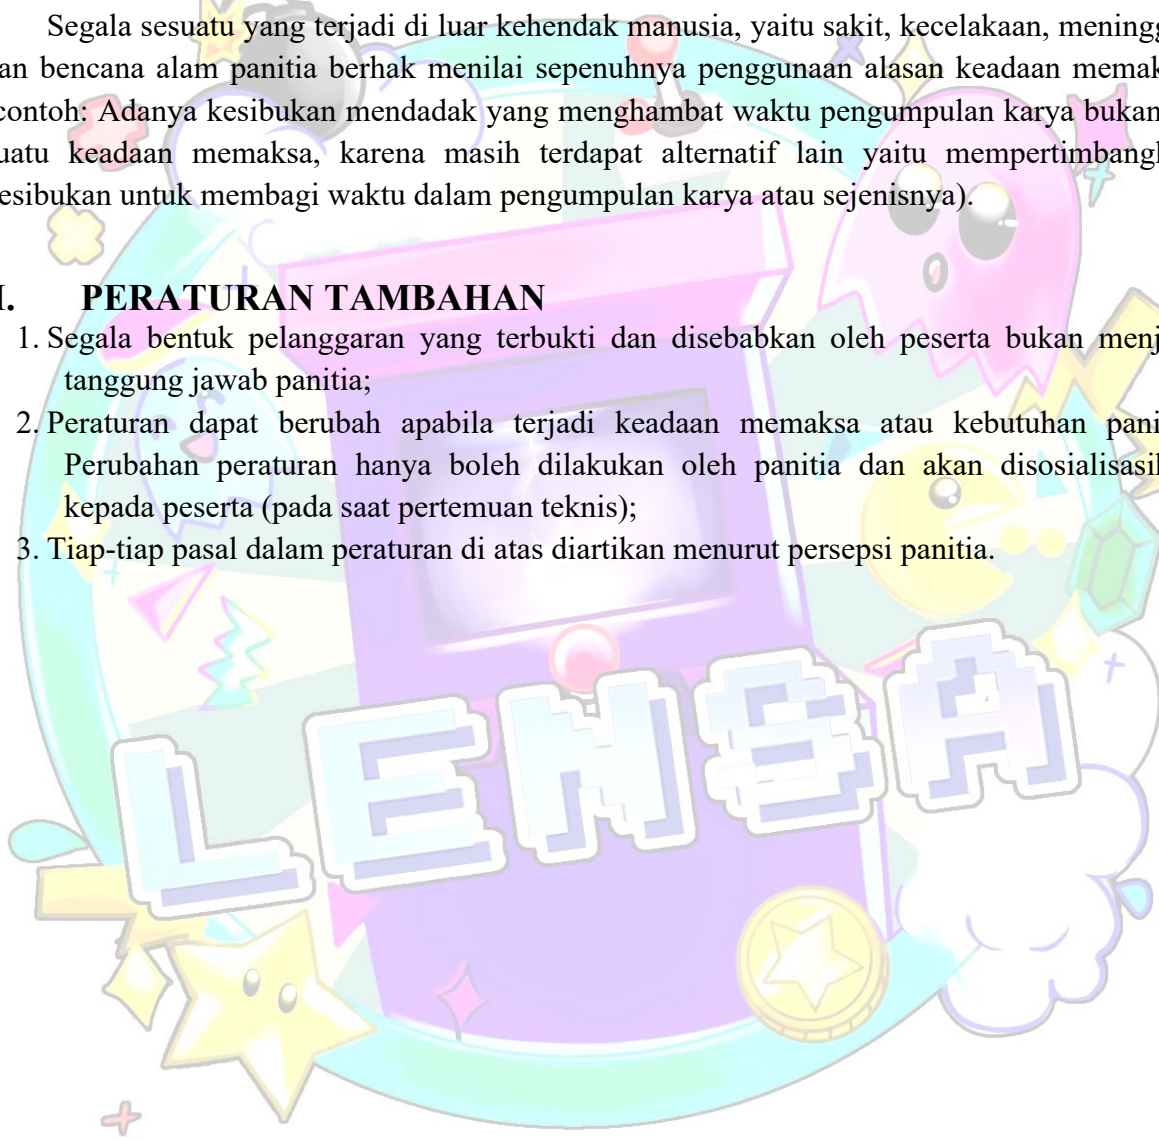 Segala sesuatu yang terjadi di luar kehendak manusia, yaitu sakit, kecelakaan, mening
an bencana alam panitia berhak menilai sepenuhnya penggunaan alasan keadaan memak
contoh: Adanya kesibukan mendadak yang menghambat waktu pengumpulan karya bukan
uatu keadaan memaksa, karena masih terdapat alternatif lain yaitu mempertimbang
esibukan untuk membagi waktu dalam pengumpulan karya atau sejenisnya).
I. PERATURAN TAMBAHAN
1. Segala bentuk pelanggaran yang terbukti dan disebabkan oleh peserta bukan menj
tanggung jawab panitia;
2. Peraturan dapat berubah apabila terjadi keadaan memaksa atau kebutuhan pani
Perubahan peraturan hanya boleh dilakukan oleh panitia dan akan disosialisasi
kepada peserta (pada saat pertemuan teknis);
3. Tiap-tiap pasal dalam peraturan di atas diartikan menurut persepsi panitia.
LENSA